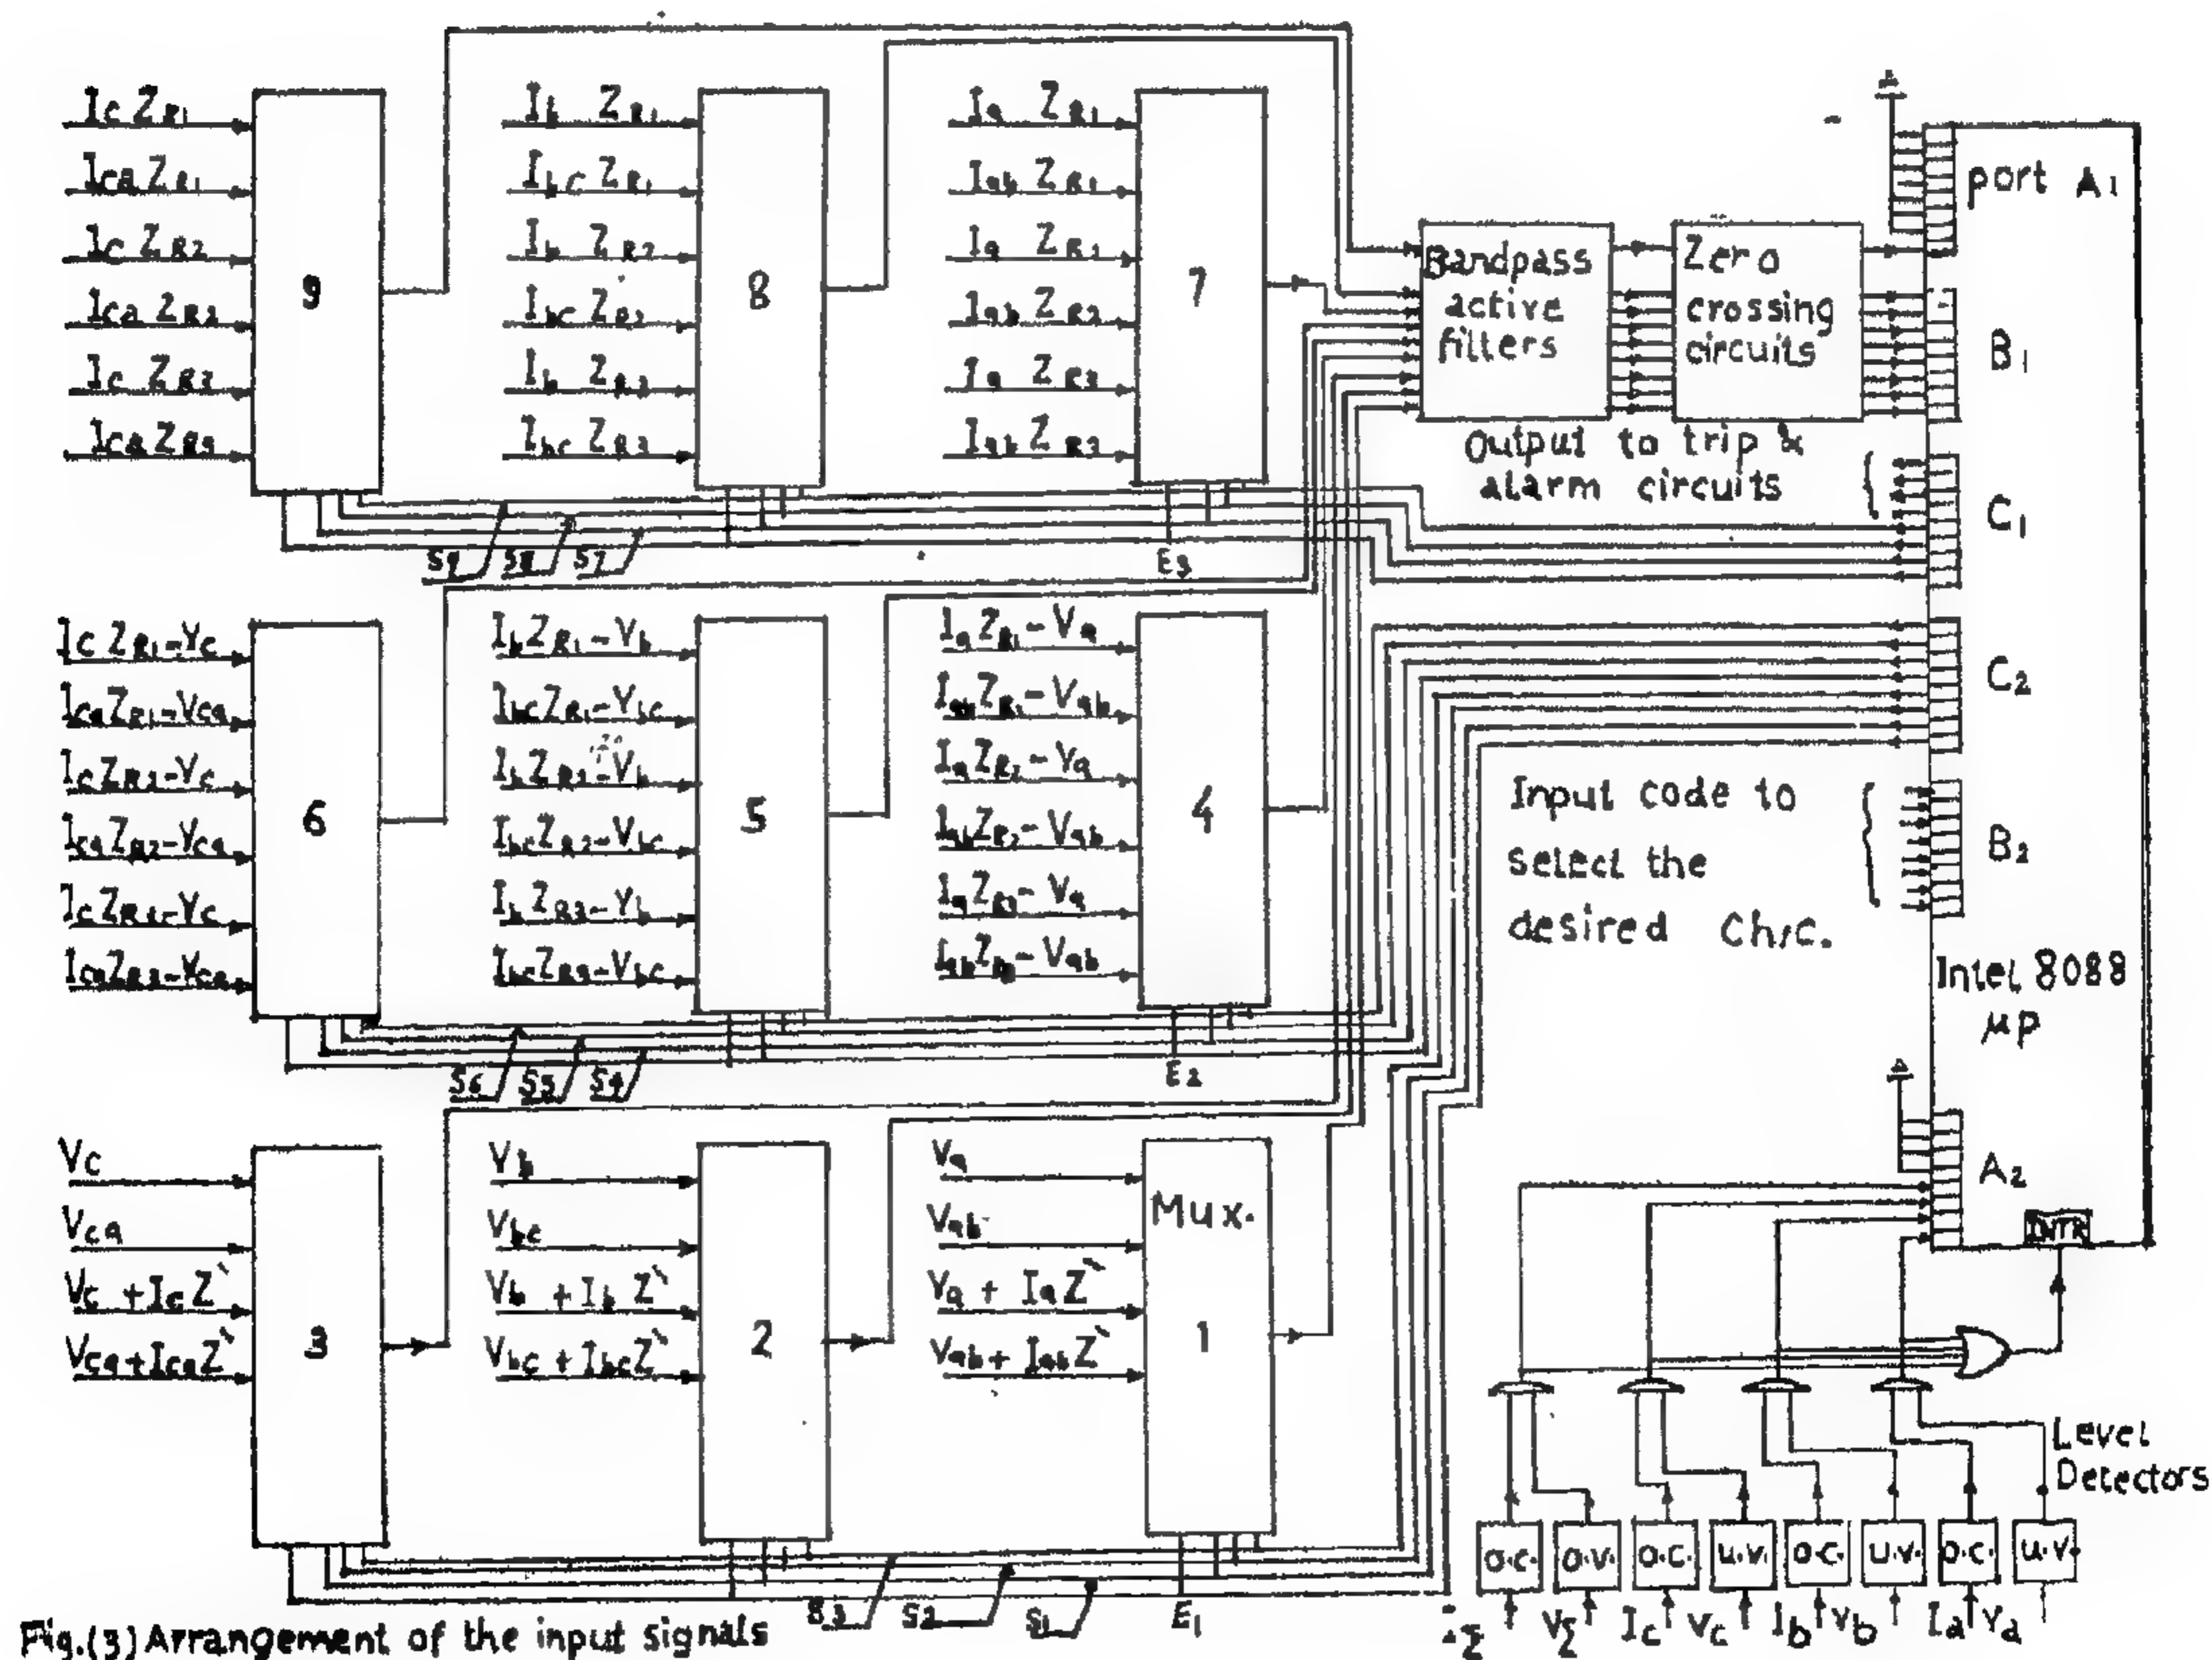 Ic ZR1
Ica ZR1
Ic ZR2
Ica ZR2
Ic ZR3
Ica ZR3
9
Ib ZR1
Ibc ZR1
Ib ZR2
Ibc ZR2
Ib ZR3
Ibc ZR3
8
Ia ZR1
Iab ZR1
Ia ZR2
Iab ZR2
Ia ZR3
Iab ZR3
7
S9 S8 S7
E3
Bandpass
active
filters
Zero
crossing
circuits
port A1
B1
Output to trip &
alarm circuits
C1
C2
Input code to
select the
desired Ch/c.
B2
Intel 8088
μp
A2
INTR
Ic ZR1-Vc
Ica ZR1-Vca
Ic ZR2-Vc
Ica ZR2-Vca
Ic ZR3-Vc
Ica ZR3-Vca
6
Ib ZR1-Vb
Ibc ZR1-Vbc
Ib ZR2-Vb
Ibc ZR2-Vbc
Ib ZR3-Vb
Ibc ZR3-Vbc
5
Ia ZR1-Va
Iab ZR1-Vab
Ia ZR2-Va
Iab ZR2-Vab
Ia ZR3-Va
Iab ZR3-Vab
4
S6 S5 S4
E2
Vc
Vca
Vc + Ic Z'
Vca + Ica Z'
3
Vb
Vbc
Vb + Ib Z'
Vbc + Ibc Z'
2
Va
Vab
Va + Ia Z'
Vab + Iab Z'
Mux.
1
S3 S2 S1
E1
Level
Detectors
o.c. o.v. o.c. u.v. o.c. u.v. o.c. u.v.
IΣ VΣ Ic Vc Ib Vb Ia Va
Fig.(3) Arrangement of the input signals